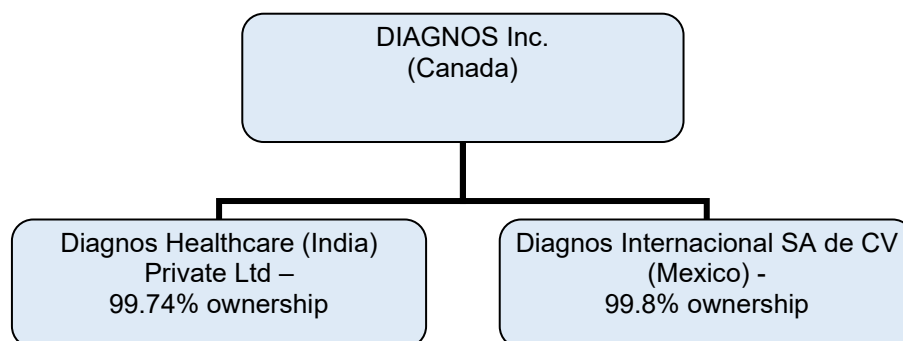 DIAGNOS Inc.
(Canada)
Diagnos Healthcare (India)
Private Ltd –
99.74% ownership
Diagnos Internacional SA de CV
(Mexico) -
99.8% ownership